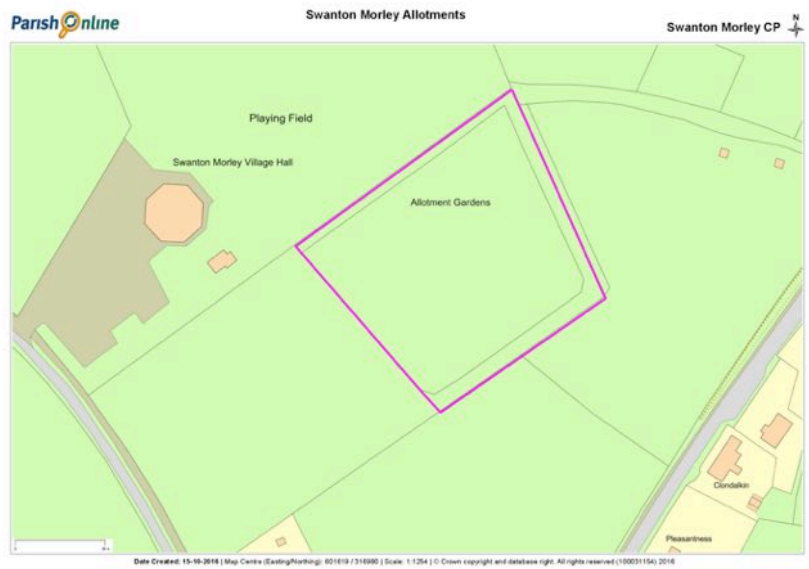 Parish Online
Swanton Morley Allotments
Swanton Morley CP
N
Playing Field
Swanton Morley Village Hall
Allotment Gardens
Clondalkin
Pleasantness
Date Created: 15-10-2016 | Map Centre (Easting/Northing): 601619 / 316980 | Scale: 1:1254 | © Crown copyright and database right. All rights reserved (100031154) 2016